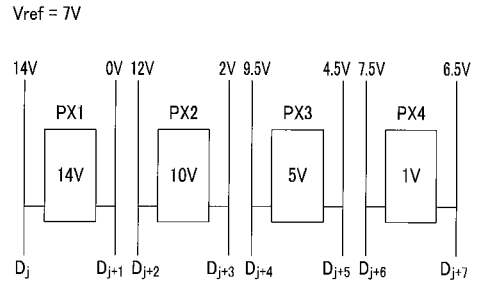 Vref = 7V
14V 0V 12V 2V 9.5V 4.5V 7.5V 6.5V
PX1 PX2 PX3 PX4
14V 10V 5V 1V
Dj Dj+1 Dj+2 Dj+3 Dj+4 Dj+5 Dj+6 Dj+7